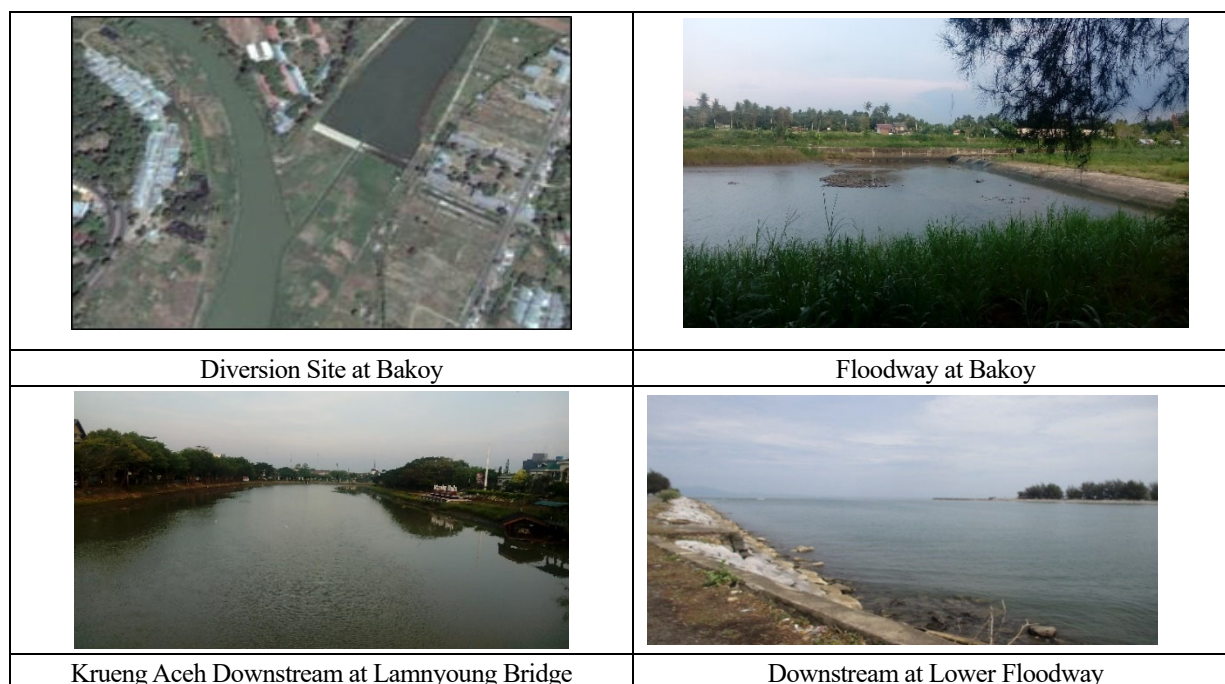 Diversion Site at Bakoy
Floodway at Bakoy
Krueng Aceh Downstream at Lamnyoung Bridge
Downstream at Lower Floodway